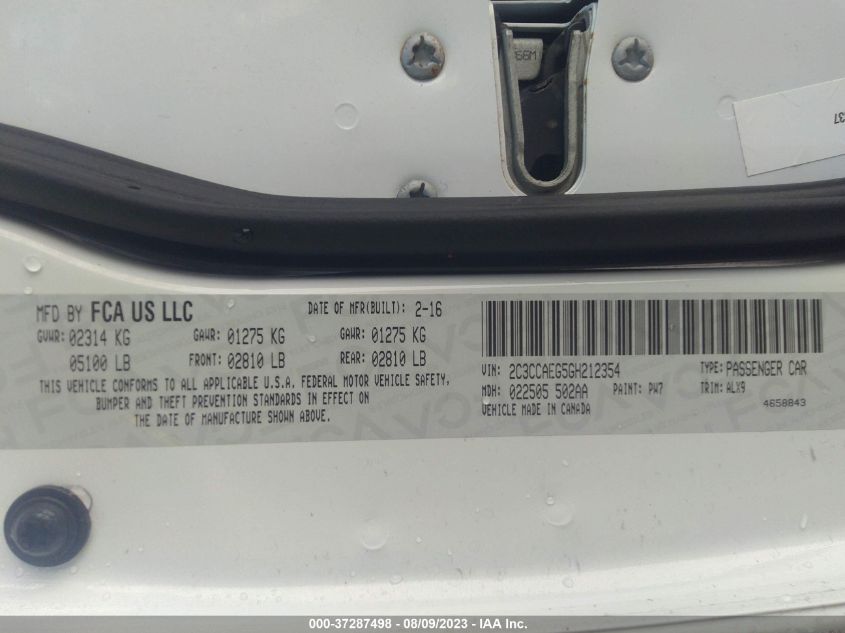 66M
37
MFD BY FCA US LLC DATE OF MFR(BUILT): 2-16
GVWR: 02314 KG GAWR: 01275 KG GAWR: 01275 KG
05100 LB FRONT: 02810 LB REAR: 02810 LB
THIS VEHICLE CONFORMS TO ALL APPLICABLE U.S.A. FEDERAL MOTOR VEHICLE SAFETY,
BUMPER AND THEFT PREVENTION STANDARDS IN EFFECT ON
THE DATE OF MANUFACTURE SHOWN ABOVE.
VIN: 2C3CCAEG5GH212354 TYPE: PASSENGER CAR
MDH: 022505 502AA PAINT: PW7 TRIM: ALX9
VEHICLE MADE IN CANADA 4658843
000-37287498 - 08/09/2023 - IAA Inc.